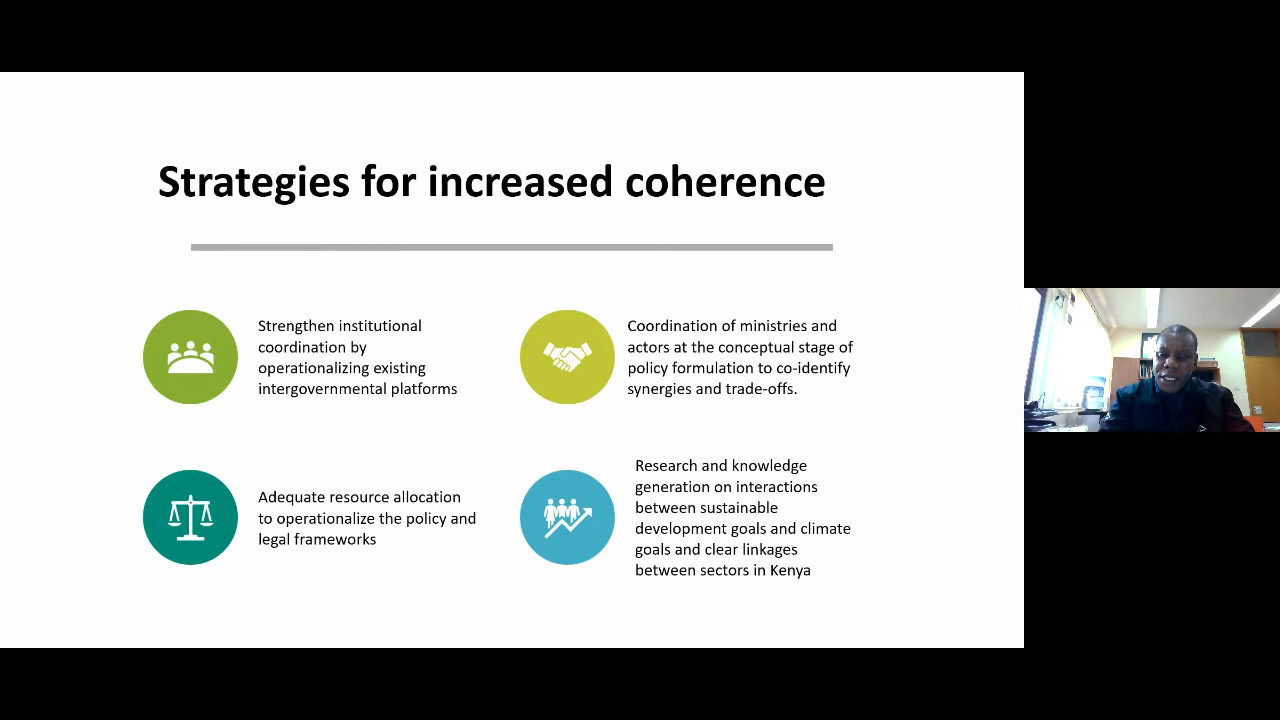 Strategies for increased coherence
Strengthen institutional
coordination by
operationalizing existing
intergovernmental platforms
Coordination of ministries and
actors at the conceptual stage of
policy formulation to co-identify
synergies and trade-offs.
Adequate resource allocation
to operationalize the policy and
legal frameworks
Research and knowledge
generation on interactions
between sustainable
development goals and climate
goals and clear linkages
between sectors in Kenya